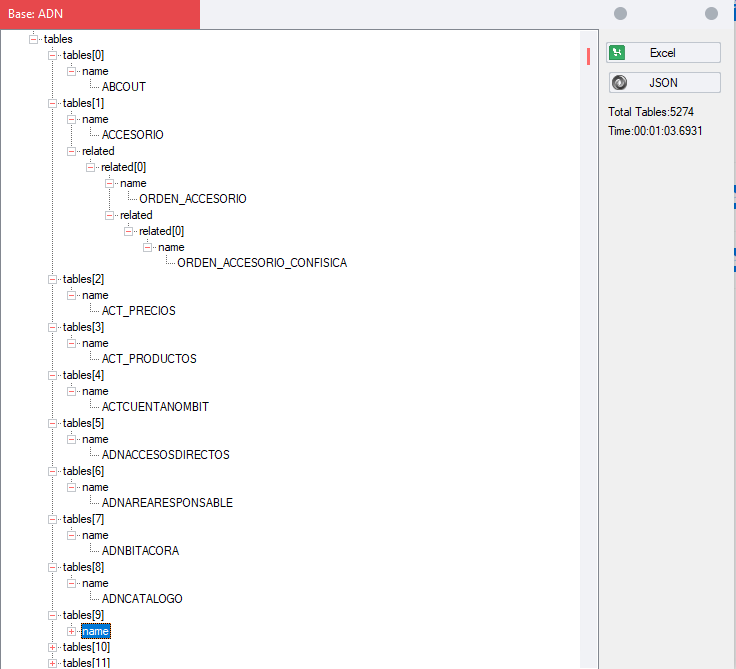 Base: ADN
tables
tables[0]
name
ABCOUT
tables[1]
name
ACCESORIO
related
related[0]
name
ORDEN_ACCESORIO
related
related[0]
name
ORDEN_ACCESORIO_CONFISICA
tables[2]
name
ACT_PRECIOS
tables[3]
name
ACT_PRODUCTOS
tables[4]
name
ACTCUENTANOMBIT
tables[5]
name
ADNACCESOSDIRECTOS
tables[6]
name
ADNAREARESPONSABLE
tables[7]
name
ADNBITACORA
tables[8]
name
ADNCATALOGO
tables[9]
name
tables[10]
tables[11]
Excel
JSON
Total Tables:5274
Time:00:01:03.6931